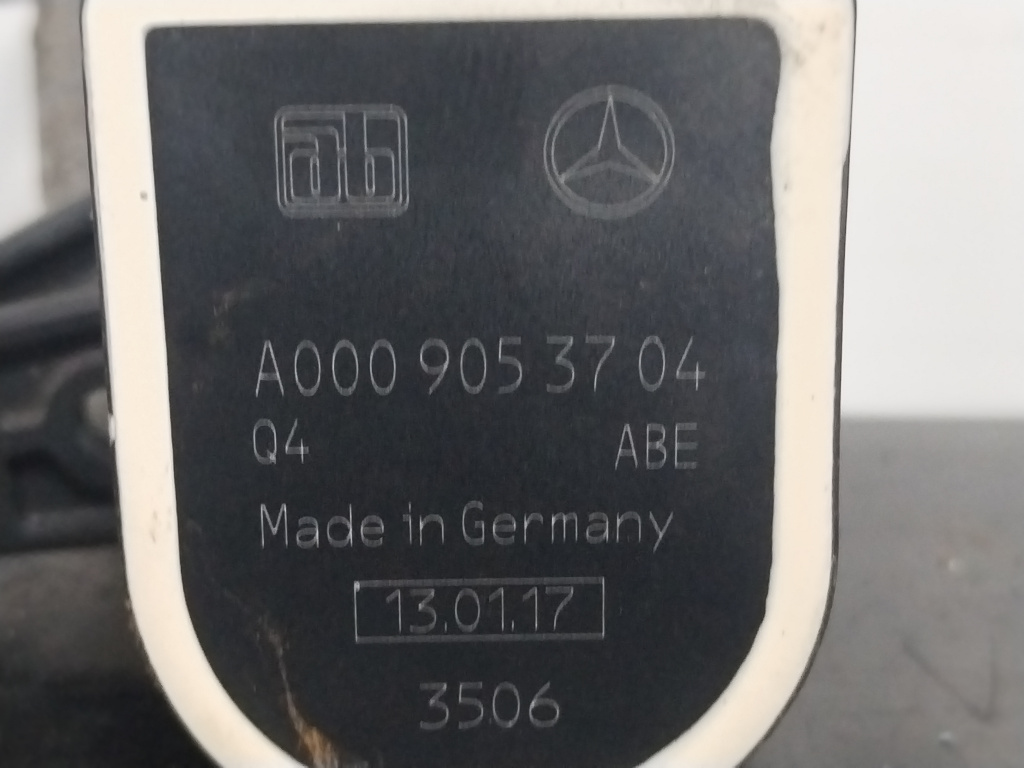 ab
A000 905 37 04
Q4 ABE
Made in Germany
13.01.17
3506